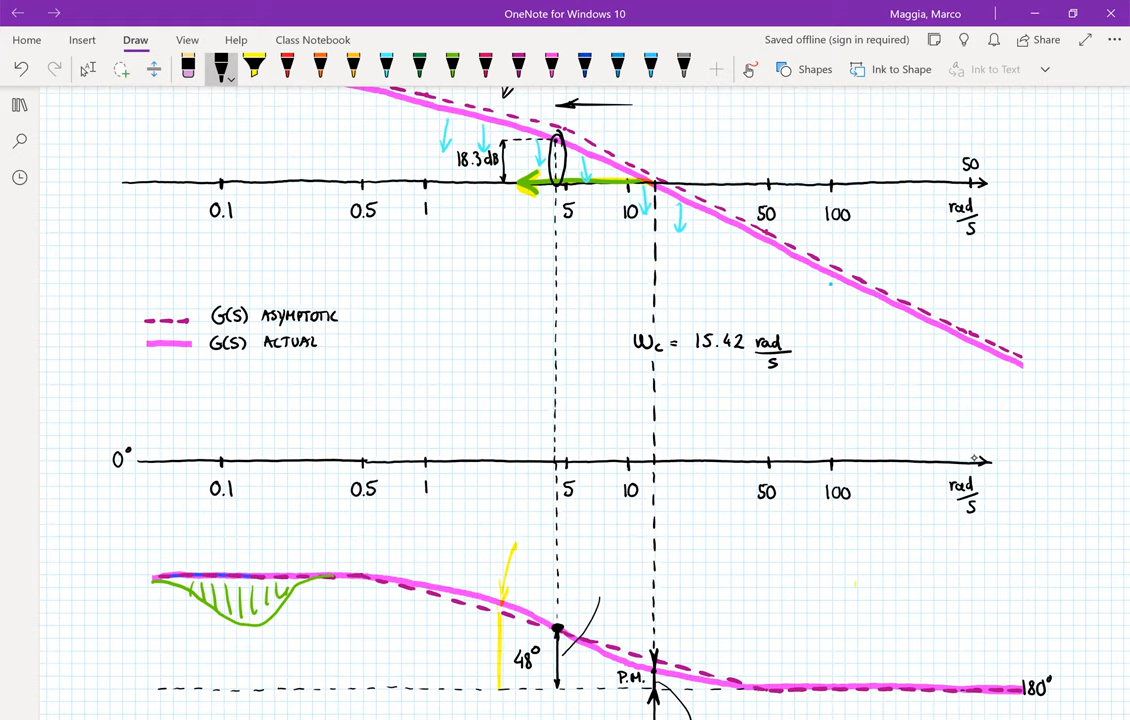 OneNote for Windows 10
Maggia, Marco
Home Insert Draw View Help Class Notebook
Saved offline (sign in required) Share
Shapes Ink to Shape Ink to Text
18.3 dB
50
0.1 0.5 1 5 10 50 100 rad/s
G(S) ASYMPTOTIC
G(S) ACTUAL
ωc = 15.42 rad/s
0°
0.1 0.5 1 5 10 50 100 rad/s
48°
P.M.
180°